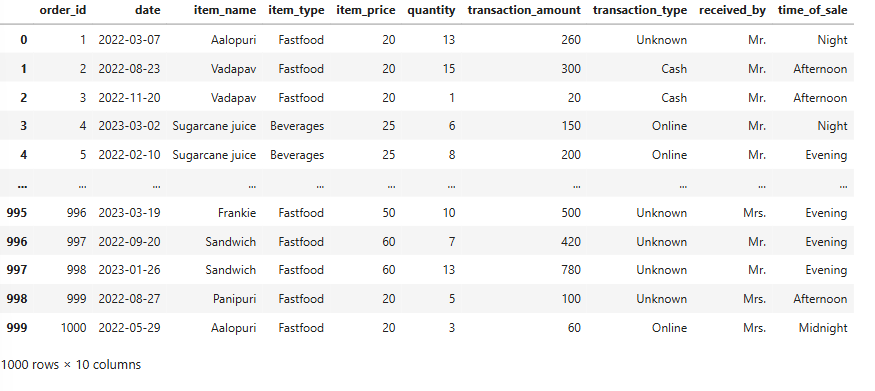 order_id date item_name item_type item_price quantity transaction_amount transaction_type received_by time_of_sale
0 1 2022-03-07 Aalopuri Fastfood 20 13 260 Unknown Mr. Night
1 2 2022-08-23 Vadapav Fastfood 20 15 300 Cash Mr. Afternoon
2 3 2022-11-20 Vadapav Fastfood 20 1 20 Cash Mr. Afternoon
3 4 2023-03-02 Sugarcane juice Beverages 25 6 150 Online Mr. Night
4 5 2022-02-10 Sugarcane juice Beverages 25 8 200 Online Mr. Evening
... ... ... ... ... ... ... ... ... ... ...
995 996 2023-03-19 Frankie Fastfood 50 10 500 Unknown Mrs. Evening
996 997 2022-09-20 Sandwich Fastfood 60 7 420 Unknown Mr. Evening
997 998 2023-01-26 Sandwich Fastfood 60 13 780 Unknown Mr. Evening
998 999 2022-08-27 Panipuri Fastfood 20 5 100 Unknown Mrs. Afternoon
999 1000 2022-05-29 Aalopuri Fastfood 20 3 60 Online Mrs. Midnight
1000 rows × 10 columns